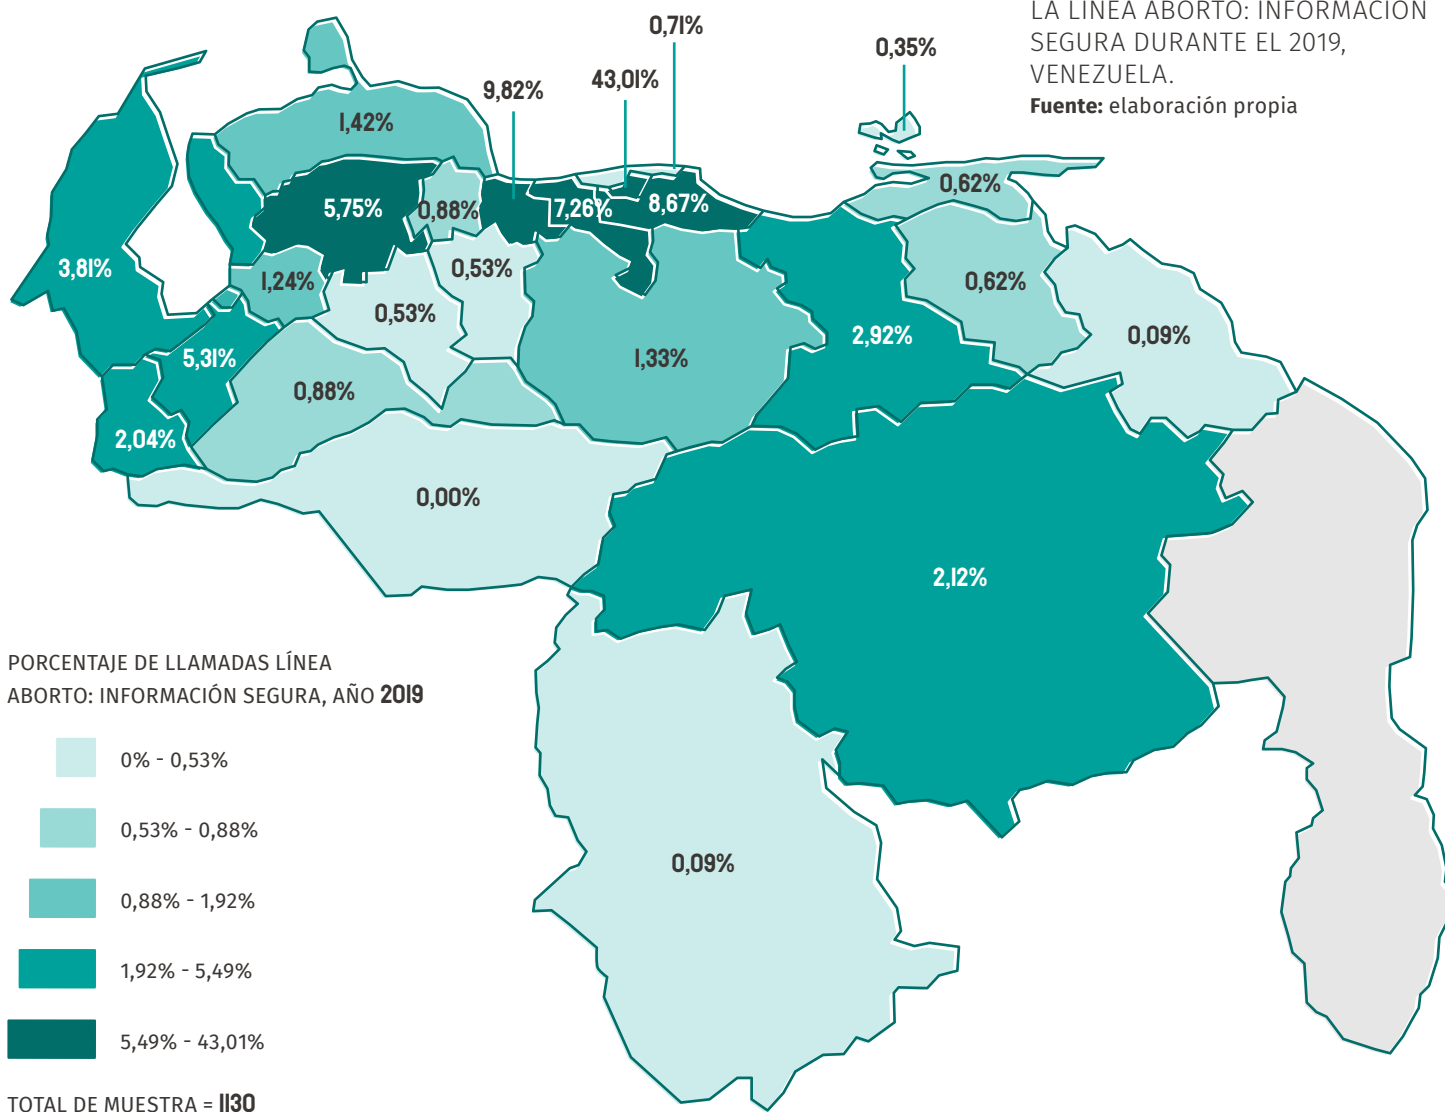 LA LÍNEA ABORTO: INFORMACIÓN
SEGURA DURANTE EL 2019,
VENEZUELA.
Fuente: elaboración propia
0,71%
0,35%
43,01%
9,82%
1,42%
0,62%
5,75%
0,88%
7,26%
8,67%
3,81%
1,24%
0,53%
0,62%
0,53%
2,92%
0,09%
5,31%
1,33%
0,88%
2,04%
0,00%
2,12%
0,09%
PORCENTAJE DE LLAMADAS LÍNEA
ABORTO: INFORMACIÓN SEGURA, AÑO 2019
0% - 0,53%
0,53% - 0,88%
0,88% - 1,92%
1,92% - 5,49%
5,49% - 43,01%
TOTAL DE MUESTRA = 1130